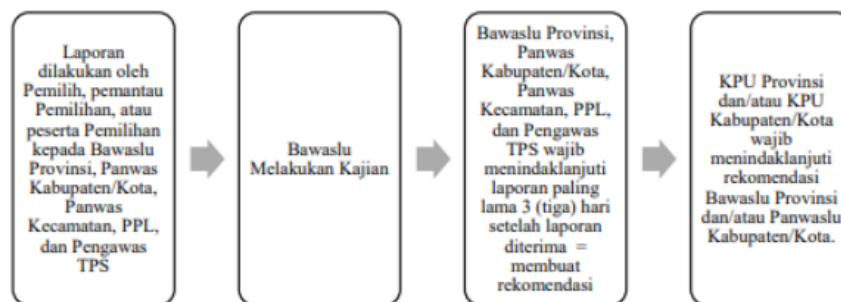 Laporan
dilakukan oleh
Pemilih, pemantau
Pemilihan, atau
peserta Pemilihan
kepada Bawaslu
Provinsi, Panwas
Kabupaten/Kota,
Panwas
Kecamatan, PPL,
dan Pengawas
TPS
Bawaslu
Melakukan Kajian
Bawaslu Provinsi,
Panwas
Kabupaten/Kota,
Panwas
Kecamatan, PPL,
dan Pengawas
TPS wajib
menindaklanjuti
laporan paling
lama 3 (tiga) hari
setelah laporan
diterima =
membuat
rekomendasi
KPU Provinsi
dan/atau KPU
Kabupaten/Kota
wajib
menindaklanjuti
rekomendasi
Bawaslu Provinsi
dan/atau Panwaslu
Kabupaten/Kota.